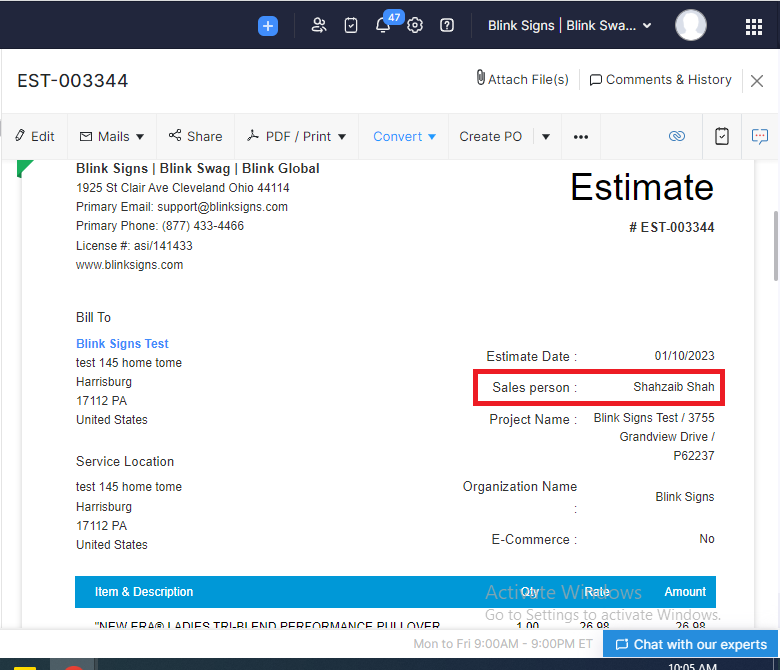 47
Blink Signs | Blink Swa...
EST-003344
Attach File(s)
Comments & History
Edit
Mails
Share
PDF / Print
Convert
Create PO
Blink Signs | Blink Swag | Blink Global
1925 St Clair Ave Cleveland Ohio 44114
Primary Email: support@blinksigns.com
Primary Phone: (877) 433-4466
License #: asi/141433
www.blinksigns.com
Estimate
# EST-003344
Bill To
Blink Signs Test
test 145 home tome
Harrisburg
17112 PA
United States
Estimate Date : 01/10/2023
Sales person : Shahzaib Shah
Project Name : Blink Signs Test / 3755
Grandview Drive /
P62237
Service Location
test 145 home tome
Harrisburg
17112 PA
United States
Organization Name
:
Blink Signs
E-Commerce : No
Item & Description Qty Rate Amount
Activate Windows
Go to Settings to activate Windows.
"NEW ERA® LADIES TRI-BLEND PERFORMANCE PULLOVER 1.00 26.98 26.98
Mon to Fri 9:00AM - 9:00PM ET
Chat with our experts
10:05 AM